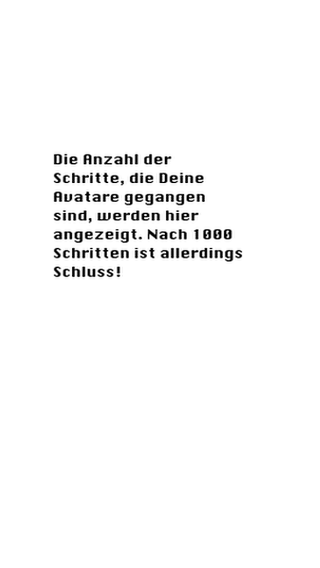 Die Anzahl der
Schritte, die Deine
Avatare gegangen
sind, werden hier
angezeigt. Nach 1000
Schritten ist allerdings
Schluss!